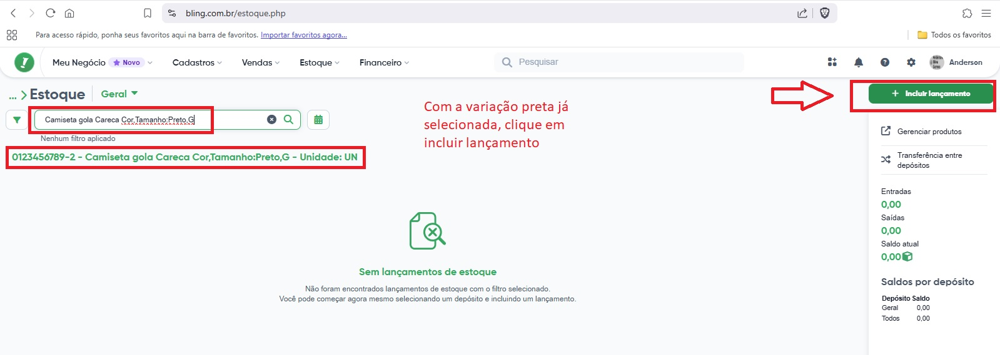 bling.com.br/estoque.php
Para acesso rápido, ponha seus favoritos aqui na barra de favoritos. Importar favoritos agora...
Todos os favoritos
Meu Negócio Novo Cadastros Vendas Estoque Financeiro Pesquisar Anderson
... Estoque Geral
+ Incluir lançamento
Camiseta gola Careca Cor,Tamanho:Preto,G
Nenhum filtro aplicado
Com a variação preta já
selecionada, clique em
incluir lançamento
0123456789-2 - Camiseta gola Careca Cor,Tamanho:Preto,G - Unidade: UN
Gerenciar produtos
Transferência entre
depósitos
Entradas
0,00
Saídas
0,00
Saldo atual
0,00
Sem lançamentos de estoque
Não foram encontrados lançamentos de estoque com o filtro selecionado.
Você pode começar agora mesmo selecionando um depósito e incluindo um lançamento.
Saldos por depósito
Depósito Saldo
Geral 0,00
Todos 0,00